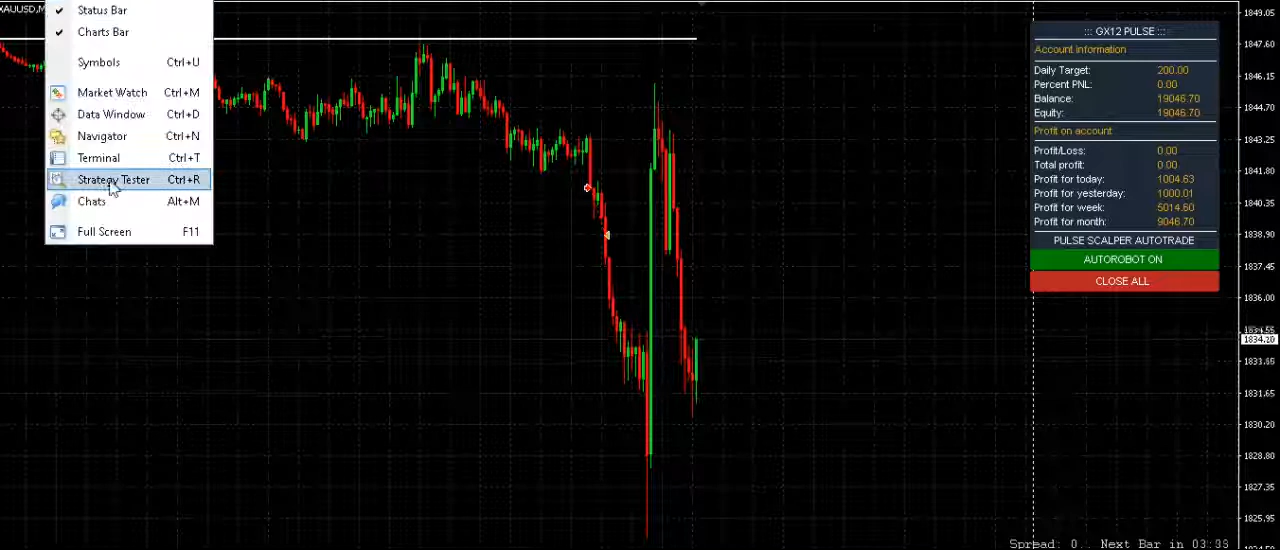 XAUUSD,M
Status Bar
Charts Bar
Symbols Ctrl+U
Market Watch Ctrl+M
Data Window Ctrl+D
Navigator Ctrl+N
Terminal Ctrl+T
Strategy Tester Ctrl+R
Chats Alt+M
Full Screen F11
::: GX12 PULSE :::
Account information
Daily Target: 200.00
Percent PNL: 0.00
Balance: 19046.70
Equity: 19046.70
Profit on account
Profit/Loss: 0.00
Total profit: 0.00
Profit for today: 1004.63
Profit for yesterday: 1000.01
Profit for week: 5014.60
Profit for month: 9046.70
PULSE SCALPER AUTOTRADE
AUTOROBOT ON
CLOSE ALL
1849.05
1847.60
1846.15
1844.70
1843.25
1841.80
1840.35
1838.90
1837.45
1836.00
1834.55
1834.20
1833.10
1831.65
1830.20
1828.80
1827.35
1825.95
Spread: 0.. Next Bar in 03: